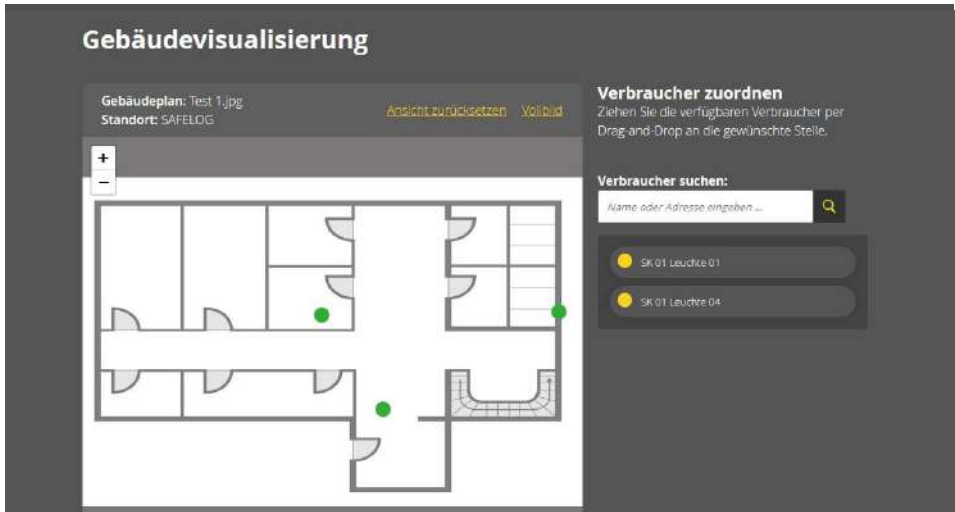 Gebäudevisualisierung
Gebäudeplan: Test 1.jpg
Standort: SAFELOG
Ansicht zurücksetzen Vollbild
+
−
Verbraucher zuordnen
Ziehen Sie die verfügbaren Verbraucher per
Drag-and-Drop an die gewünschte Stelle.
Verbraucher suchen:
Name oder Adresse eingeben ...
SK 01 Leuchte 01
SK 01 Leuchte 04